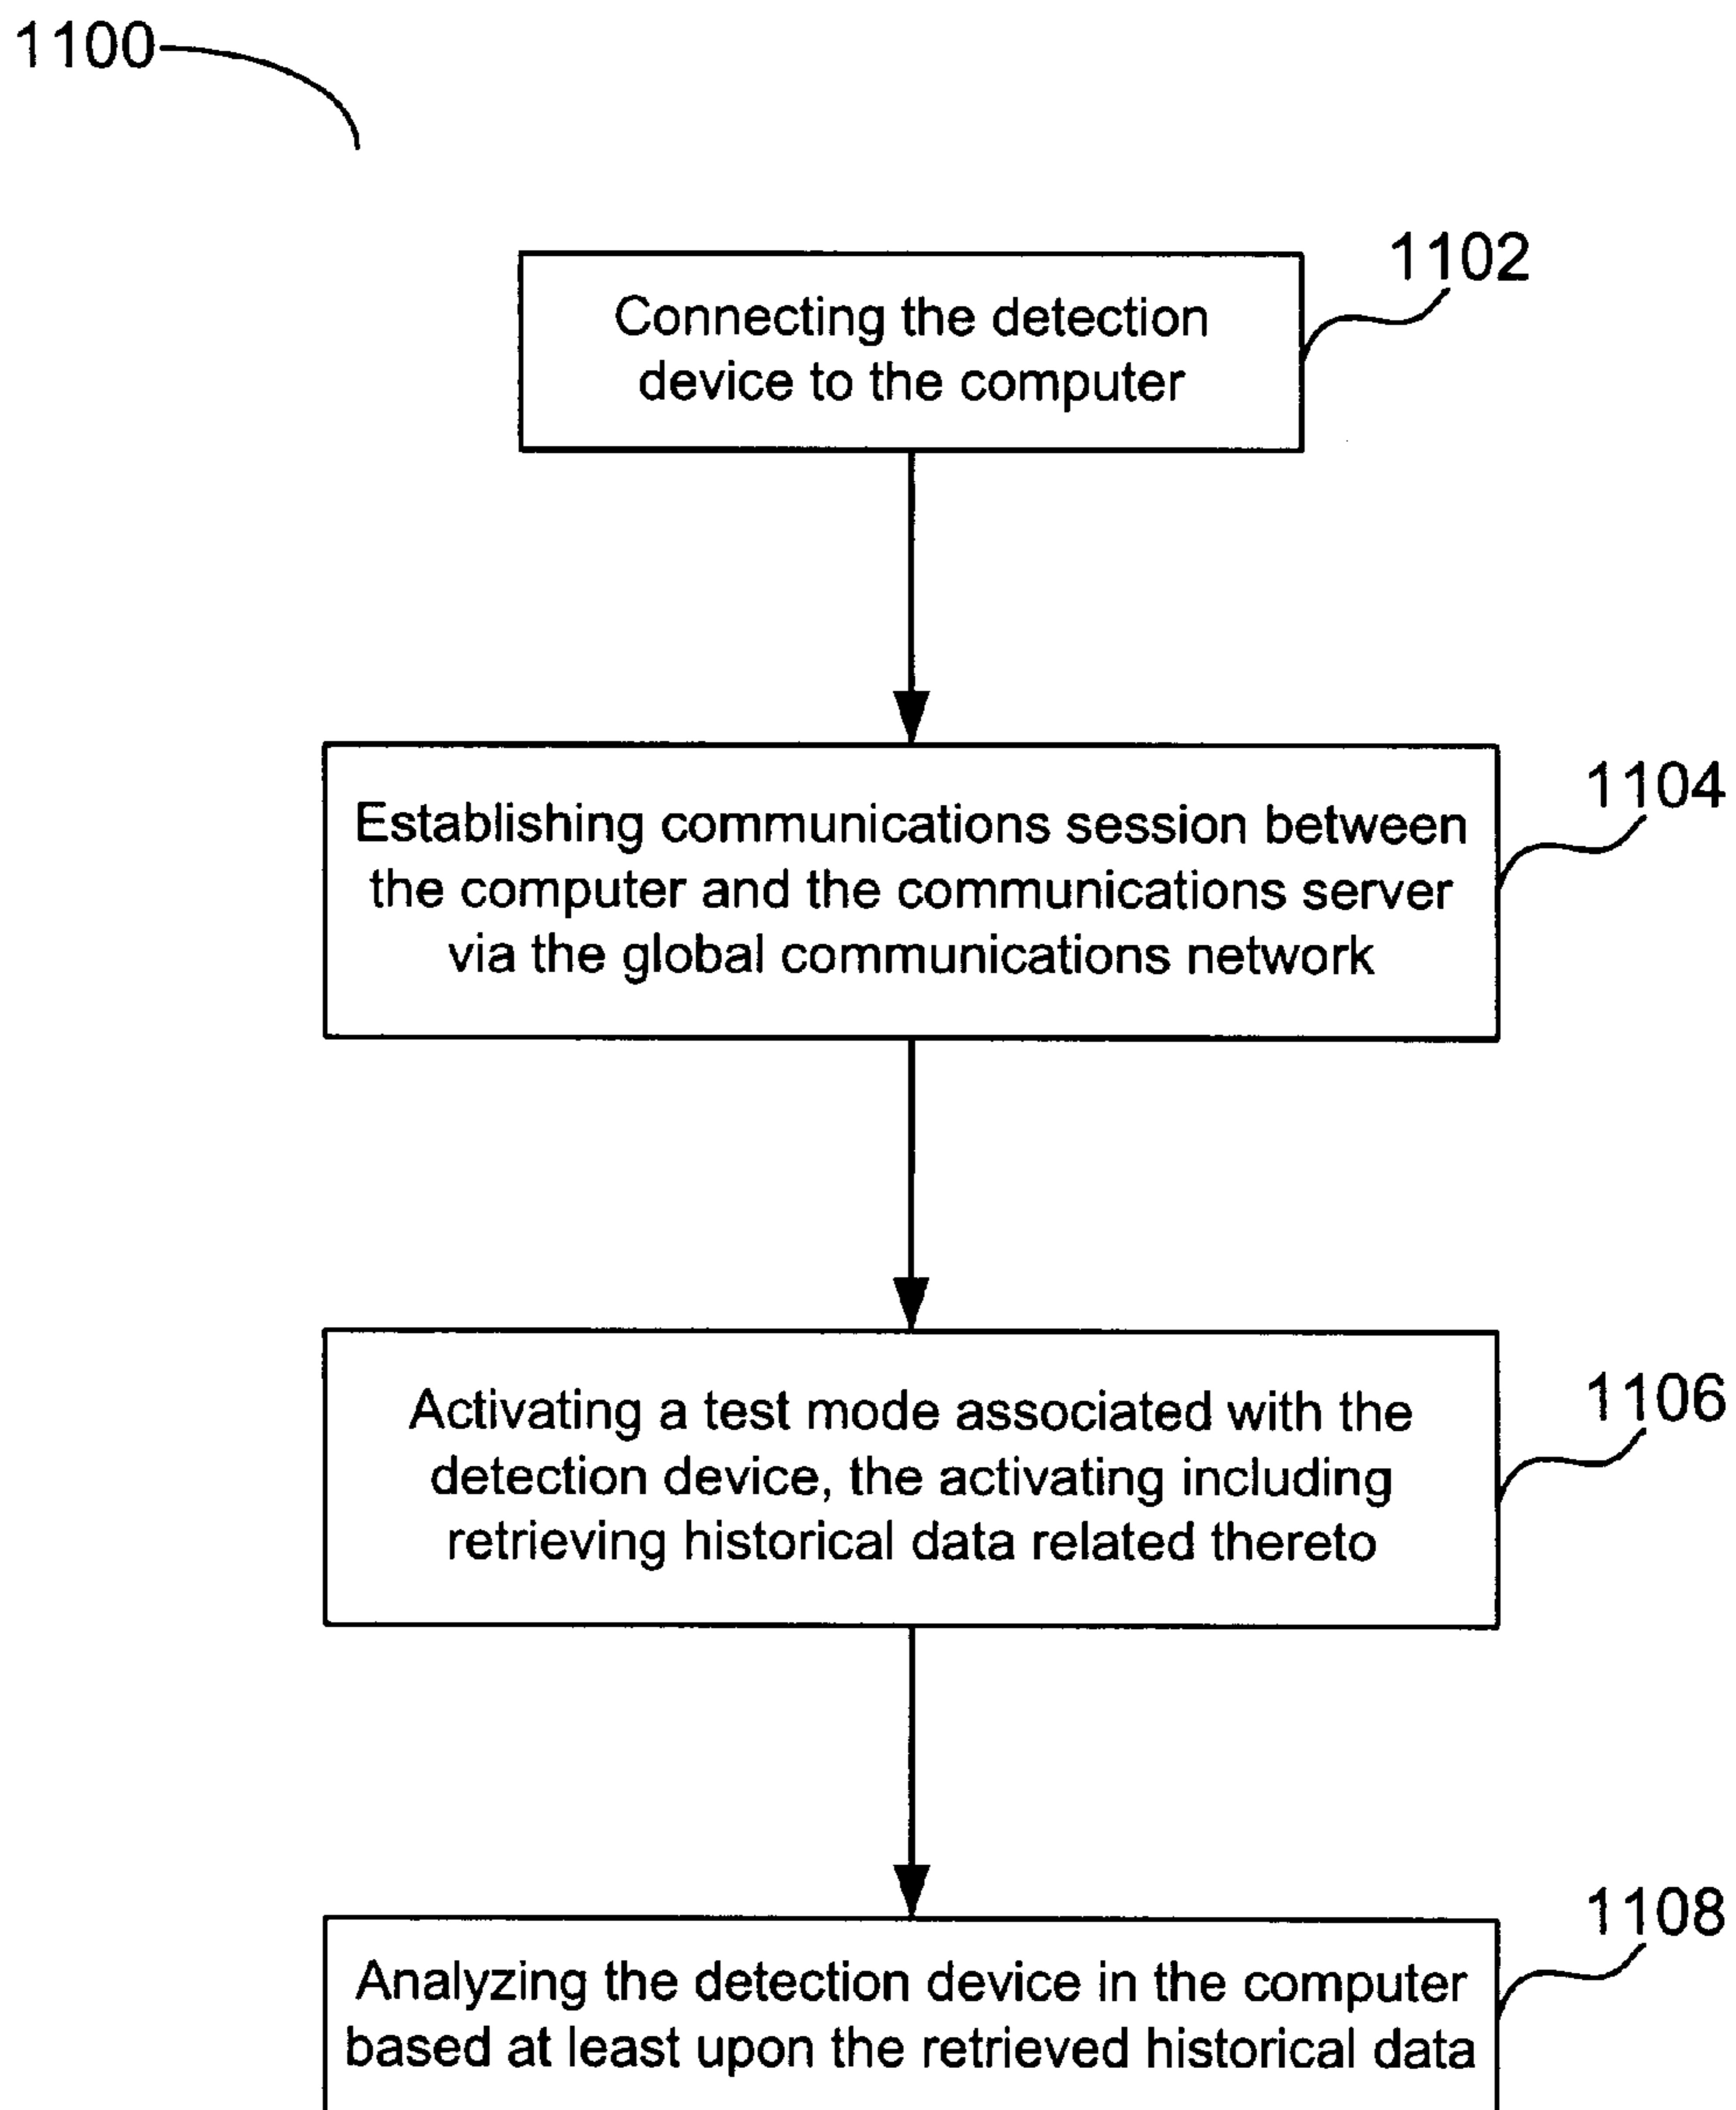 1100
1102
Connecting the detection
device to the computer
1104
Establishing communications session between
the computer and the communications server
via the global communications network
1106
Activating a test mode associated with the
detection device, the activating including
retrieving historical data related thereto
1108
Analyzing the detection device in the computer
based at least upon the retrieved historical data